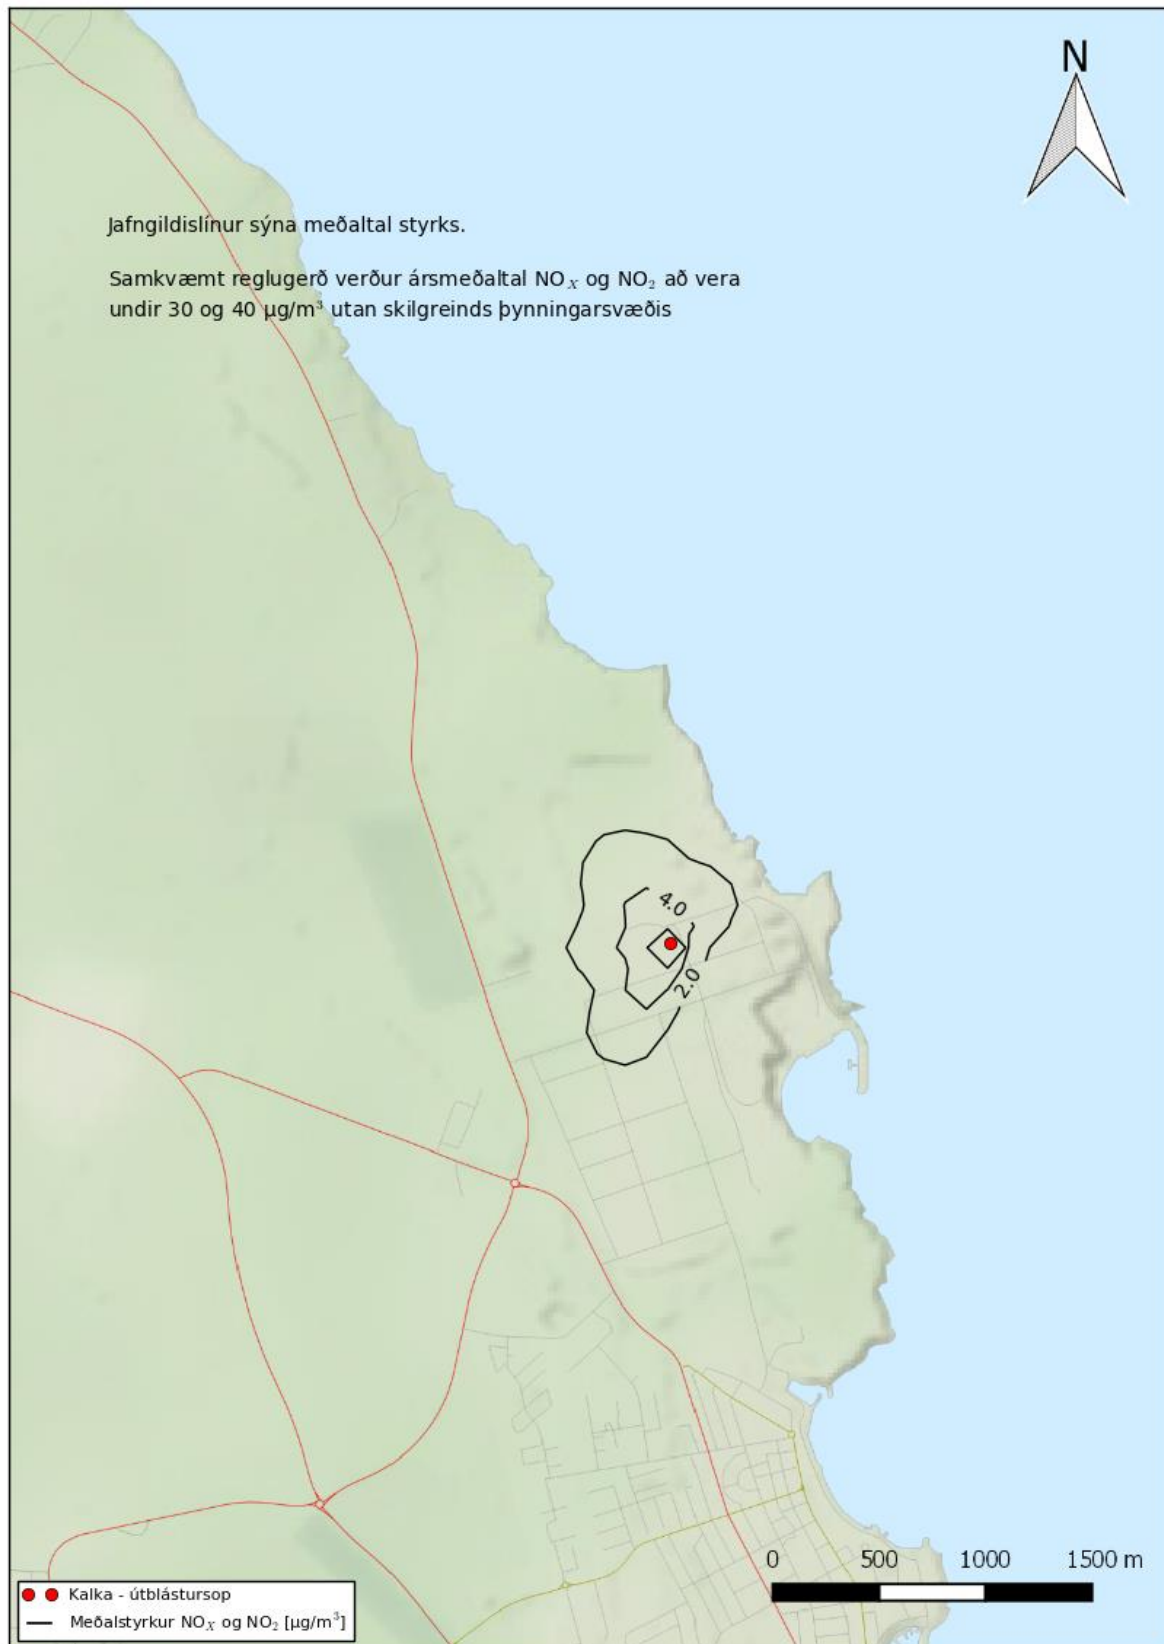 N
Jafngildislínur sýna meðaltal styrks.
Samkvæmt reglugerð verður ársmeðaltal NOₓ og NO₂ að vera
undir 30 og 40 µg/m³ utan skilgreinds þynningarsvæðis
4.0
2.0
0 500 1000 1500 m
Kalka - útblástursop
Meðalstyrkur NOₓ og NO₂ [µg/m³]